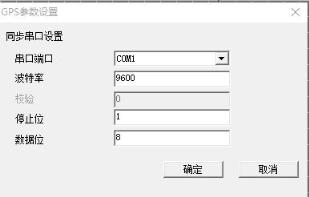 GPS参数设置
同步串口设置
串口端口 COM1
波特率 9600
校验 0
停止位 1
数据位 8
确定 取消